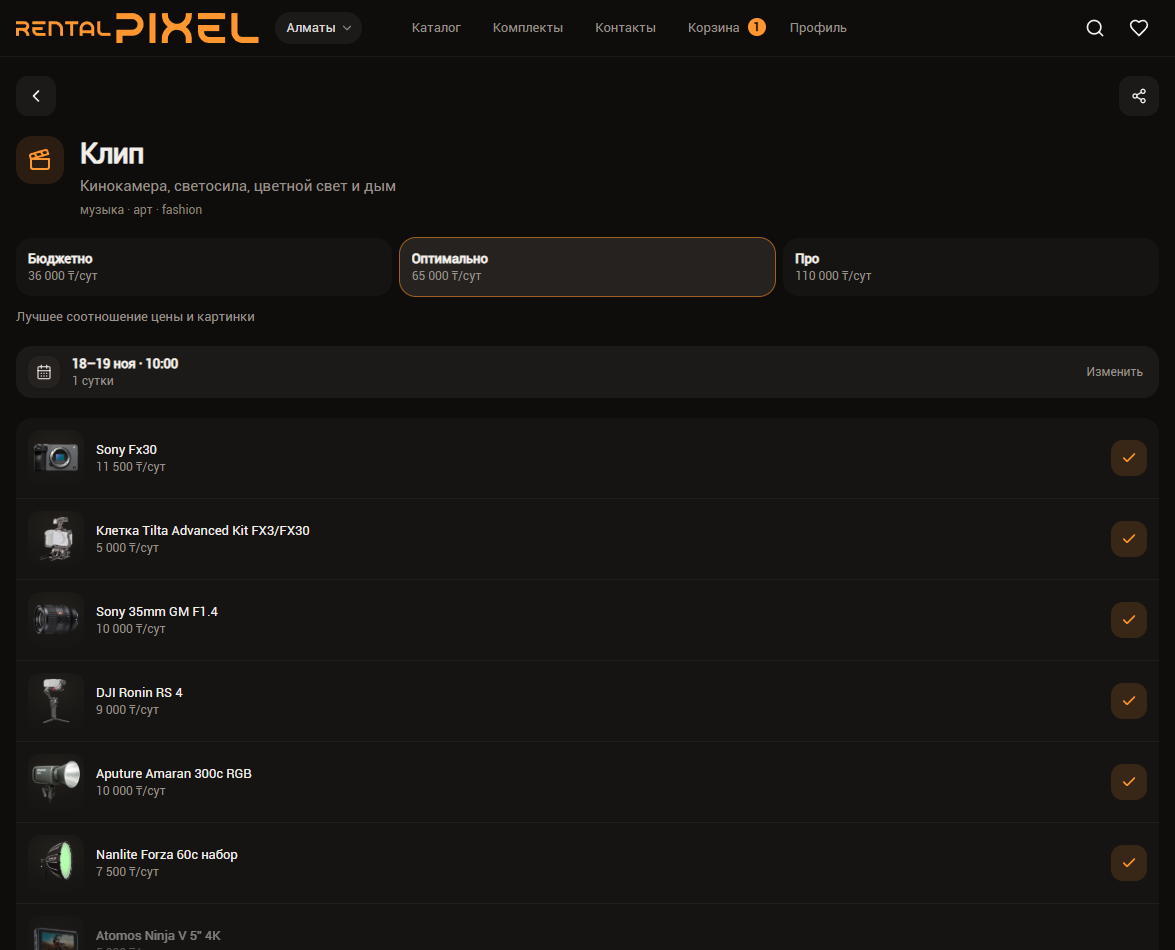 RENTAL PIXEL Алматы Каталог Комплекты Контакты Корзина 1 Профиль
Клип
Кинокамера, светосила, цветной свет и дым
музыка · арт · fashion
Бюджетно
36 000 ₸/сут
Оптимально
65 000 ₸/сут
Про
110 000 ₸/сут
Лучшее соотношение цены и картинки
18–19 ноя · 10:00
1 сутки
Изменить
Sony Fx30
11 500 ₸/сут
Клетка Tilta Advanced Kit FX3/FX30
5 000 ₸/сут
Sony 35mm GM F1.4
10 000 ₸/сут
DJI Ronin RS 4
9 000 ₸/сут
Aputure Amaran 300c RGB
10 000 ₸/сут
Nanlite Forza 60c набор
7 500 ₸/сут
Atomos Ninja V 5" 4K